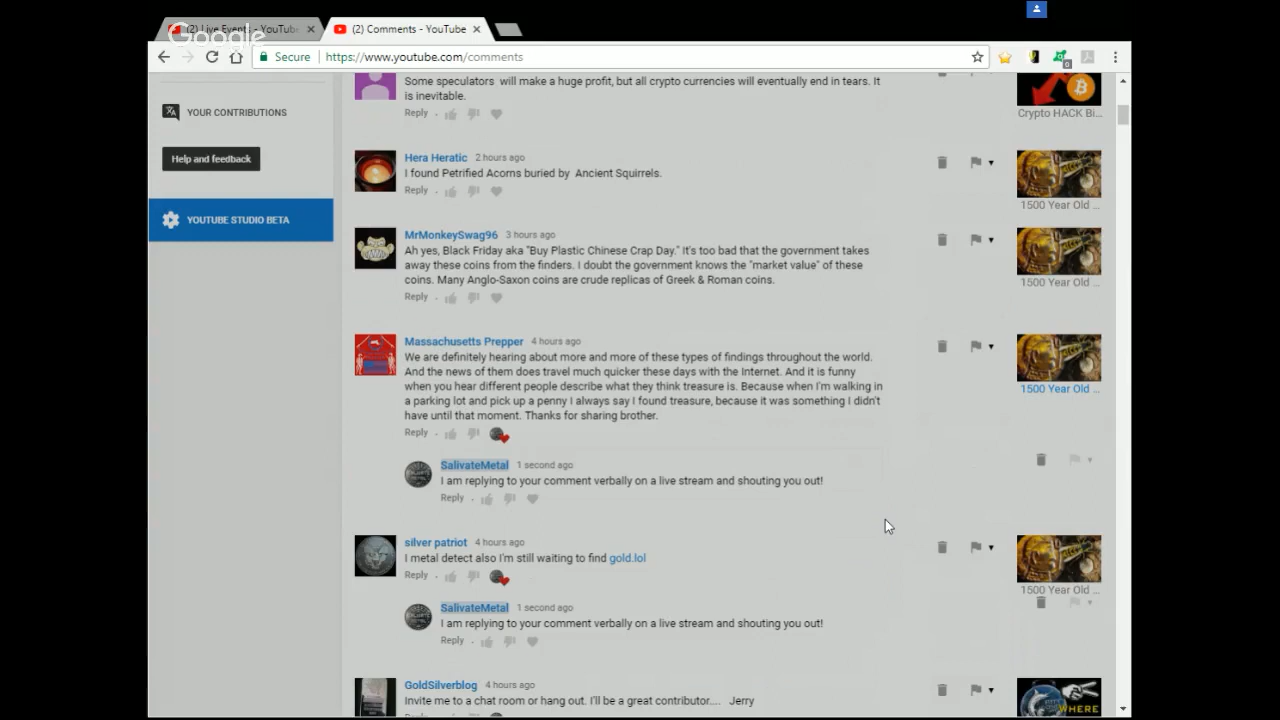 (2) Live Events - YouTube
(2) Comments - YouTube
Google
Secure
https://www.youtube.com/comments
0
YOUR CONTRIBUTIONS
Help and feedback
YOUTUBE STUDIO BETA
Some speculators will make a huge profit, but all crypto currencies will eventually end in tears. It
is inevitable.
Reply
Crypto HACK Bi...
Hera Heratic 2 hours ago
I found Petrified Acorns buried by Ancient Squirrels.
Reply
1500 Year Old ...
MrMonkeySwag96 3 hours ago
Ah yes, Black Friday aka "Buy Plastic Chinese Crap Day." It's too bad that the government takes
away these coins from the finders. I doubt the government knows the "market value" of these
coins. Many Anglo-Saxon coins are crude replicas of Greek & Roman coins.
Reply
1500 Year Old ...
Massachusetts Prepper 4 hours ago
We are definitely hearing about more and more of these types of findings throughout the world.
And the news of them does travel much quicker these days with the Internet. And it is funny
when you hear different people describe what they think treasure is. Because when I'm walking in
a parking lot and pick up a penny I always say I found treasure, because it was something I didn't
have until that moment. Thanks for sharing brother.
Reply
1500 Year Old ...
SalivateMetal 1 second ago
I am replying to your comment verbally on a live stream and shouting you out!
Reply
silver patriot 4 hours ago
I metal detect also I'm still waiting to find gold.lol
Reply
1500 Year Old ...
SalivateMetal 1 second ago
I am replying to your comment verbally on a live stream and shouting you out!
Reply
GoldSilverblog 4 hours ago
Invite me to a chat room or hang out. I'll be a great contributor.... Jerry
WHERE